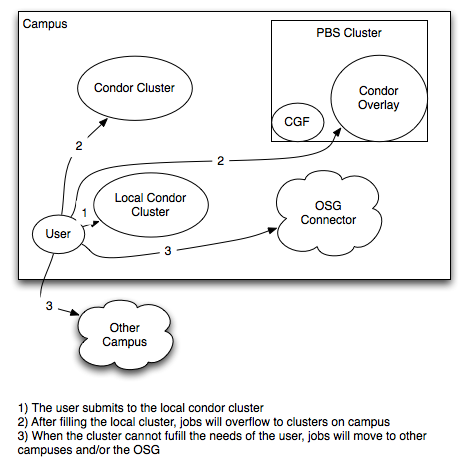 Campus
PBS Cluster
Condor Cluster
Condor
Overlay
CGF
2
2
Local Condor
Cluster
1
OSG
Connector
User
3
3
Other
Campus
1) The user submits to the local condor cluster
2) After filling the local cluster, jobs will overflow to clusters on campus
3) When the cluster cannot fufill the needs of the user, jobs will move to other
campuses and/or the OSG